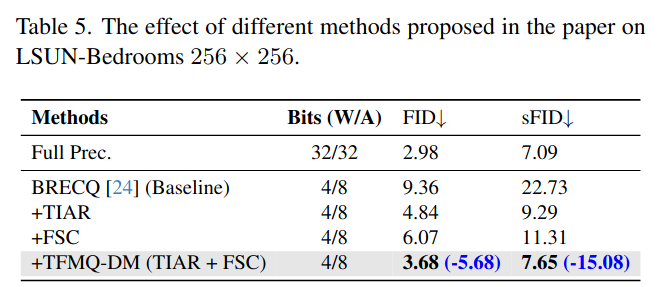 Table 5. The effect of different methods proposed in the paper on
LSUN-Bedrooms 256 × 256.
Methods Bits (W/A) FID↓ sFID↓
Full Prec. 32/32 2.98 7.09
BRECQ [24] (Baseline) 4/8 9.36 22.73
+TIAR 4/8 4.84 9.29
+FSC 4/8 6.07 11.31
+TFMQ-DM (TIAR + FSC) 4/8 3.68 (-5.68) 7.65 (-15.08)